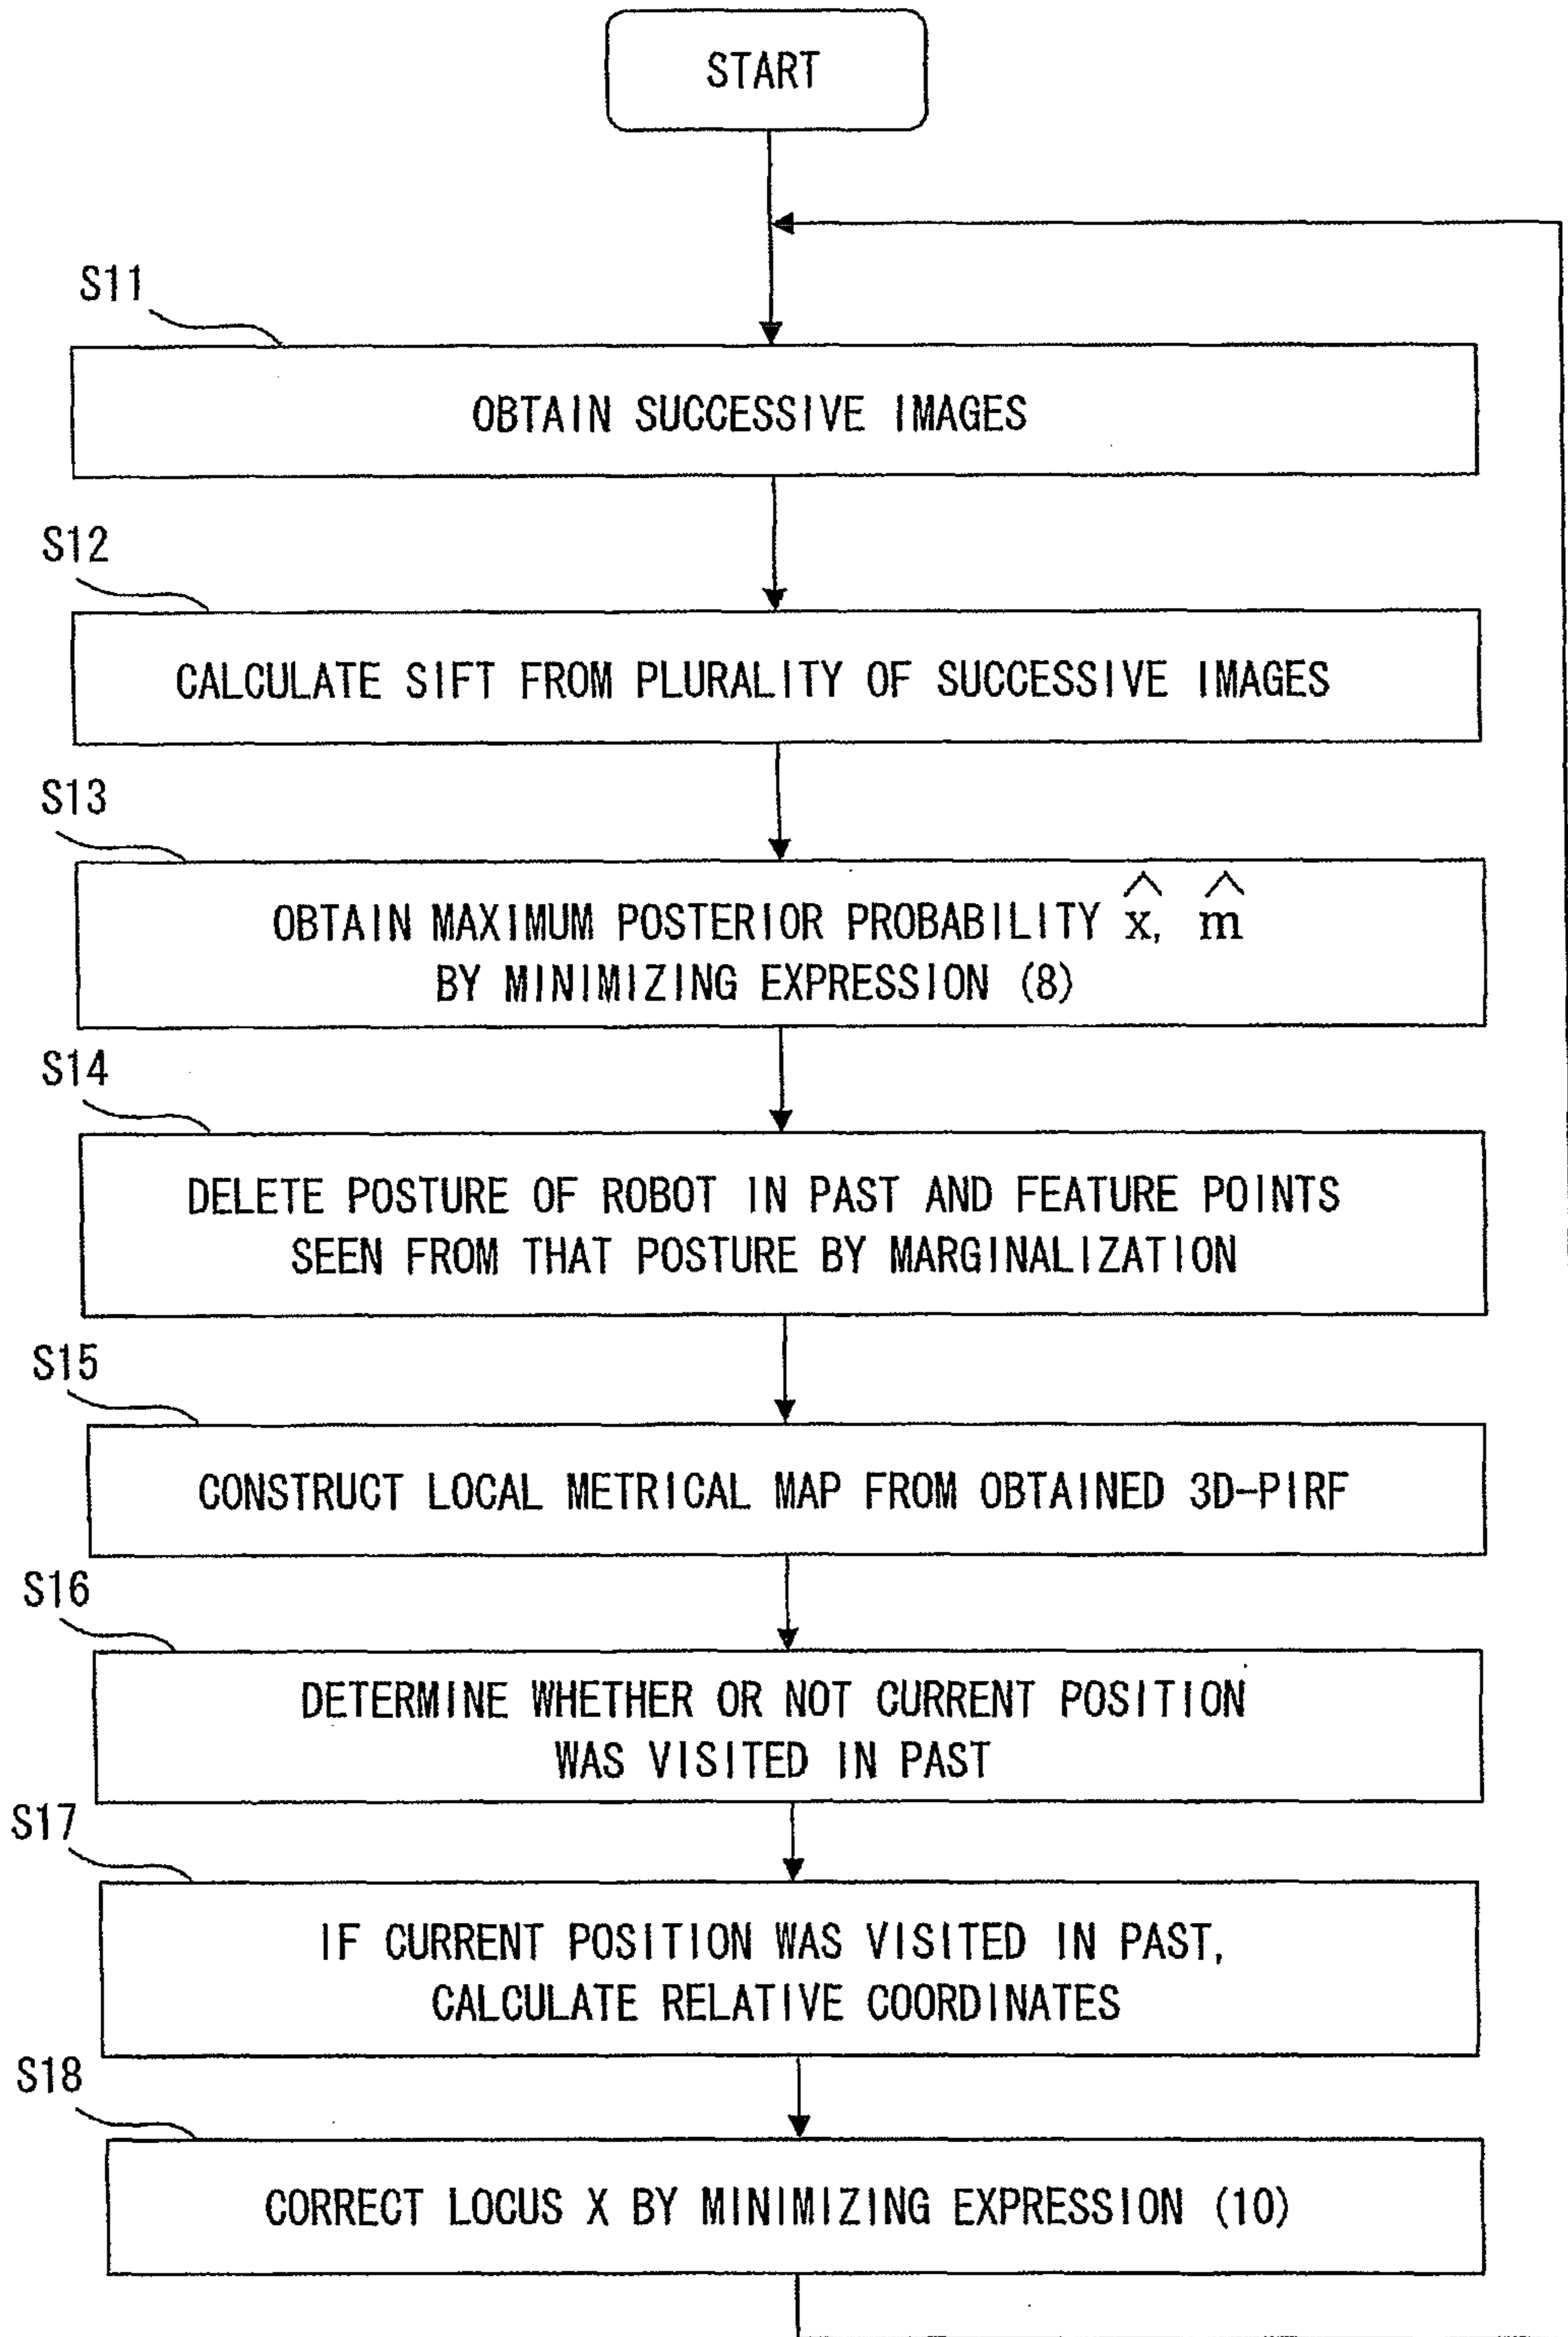 START
S11
OBTAIN SUCCESSIVE IMAGES
S12
CALCULATE SIFT FROM PLURALITY OF SUCCESSIVE IMAGES
S13
OBTAIN MAXIMUM POSTERIOR PROBABILITY x̂, m̂
BY MINIMIZING EXPRESSION (8)
S14
DELETE POSTURE OF ROBOT IN PAST AND FEATURE POINTS
SEEN FROM THAT POSTURE BY MARGINALIZATION
S15
CONSTRUCT LOCAL METRICAL MAP FROM OBTAINED 3D-PIRF
S16
DETERMINE WHETHER OR NOT CURRENT POSITION
WAS VISITED IN PAST
S17
IF CURRENT POSITION WAS VISITED IN PAST,
CALCULATE RELATIVE COORDINATES
S18
CORRECT LOCUS X BY MINIMIZING EXPRESSION (10)